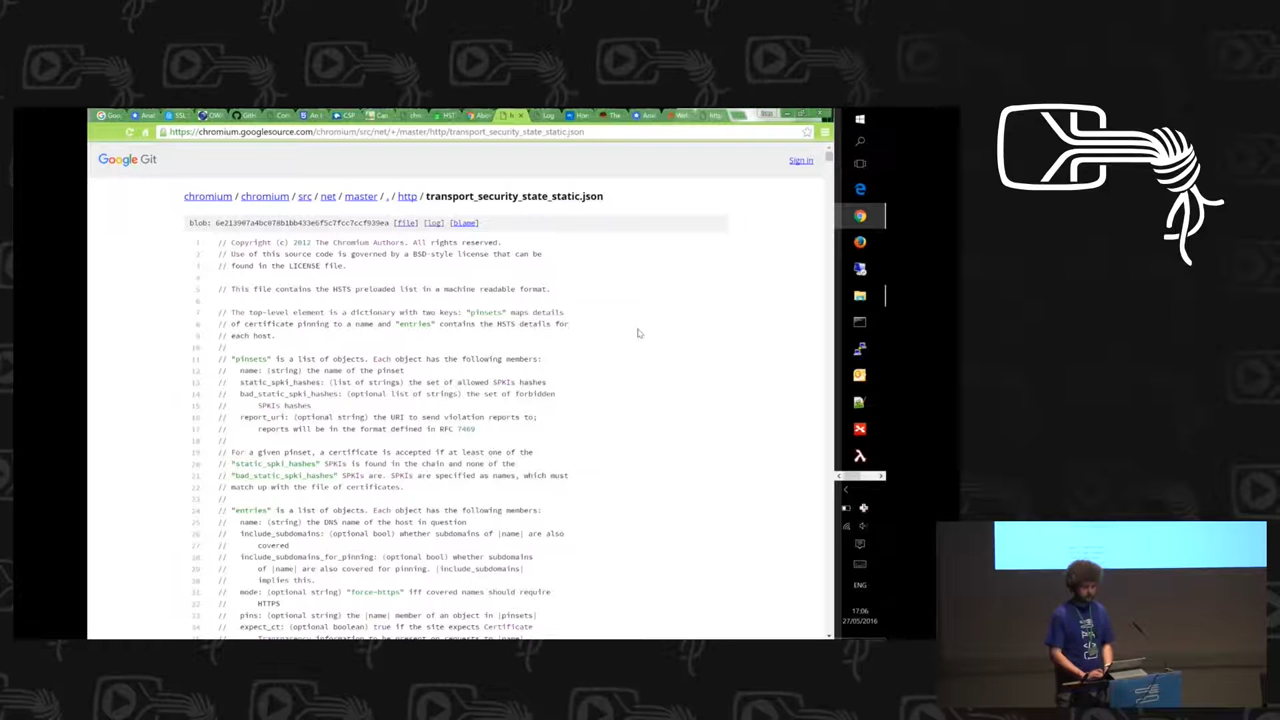 https://chromium.googlesource.com/chromium/src/net/+/master/http/transport_security_state_static.json
Google Git
Sign in
chromium / chromium / src / net / master / . / http / transport_security_state_static.json
[file] [log] [blame]
1 // Copyright (c) 2012 The Chromium Authors. All rights reserved.
2 // Use of this source code is governed by a BSD-style license that can be
3 // found in the LICENSE file.
4
5 // This file contains the HSTS preloaded list in a machine readable format.
6
7 // The top-level element is a dictionary with two keys: "pinsets" maps details
8 // of certificate pinning to a name and "entries" contains the HSTS details for
9 // each host.
10 //
11 // "pinsets" is a list of objects. Each object has the following members:
12 // name: (string) the name of the pinset
13 // static_spki_hashes: (list of strings) the set of allowed SPKIs hashes
14 // bad_static_spki_hashes: (optional list of strings) the set of forbidden
15 // SPKIs hashes
16 // report_uri: (optional string) the URI to send violation reports to;
17 // reports will be in the format defined in RFC 7469
18 //
19 // For a given pinset, a certificate is accepted if at least one of the
20 // "static_spki_hashes" SPKIs is found in the chain and none of the
21 // "bad_static_spki_hashes" SPKIs are. SPKIs are specified as names, which must
22 // match up with the file of certificates.
23 //
24 // "entries" is a list of objects. Each object has the following members:
25 // name: (string) the DNS name of the host in question
26 // include_subdomains: (optional bool) whether subdomains of |name| are also
27 // covered
28 // include_subdomains_for_pinning: (optional bool) whether subdomains
29 // of |name| are also covered for pinning. |include_subdomains|
30 // implies this.
31 // mode: (optional string) "force-https" iff covered names should require
32 // HTTPS
33 // pins: (optional string) the |name| member of an object in |pinsets|
34 // expect_ct: (optional boolean) true if the site expects Certificate
ENG
17:06
27/05/2016